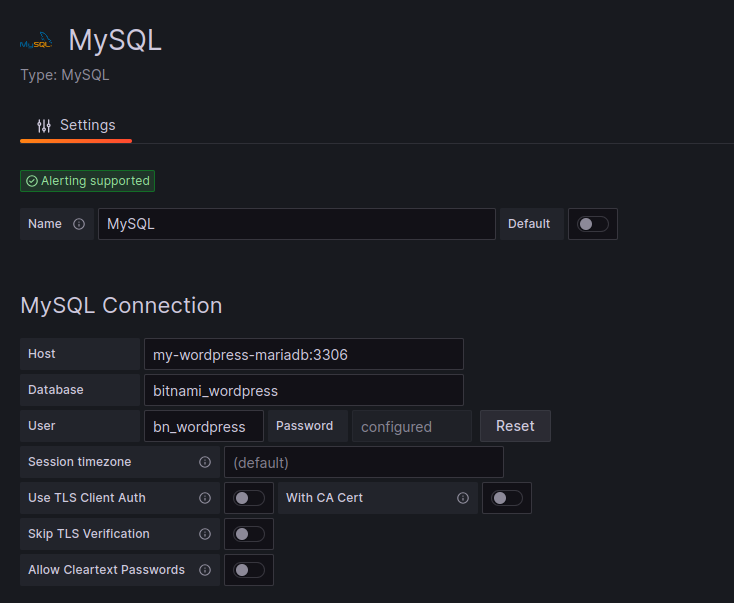 MySQL MySQL
Type: MySQL
Settings
Alerting supported
Name MySQL Default
MySQL Connection
Host my-wordpress-mariadb:3306
Database bitnami_wordpress
User bn_wordpress Password configured Reset
Session timezone (default)
Use TLS Client Auth With CA Cert
Skip TLS Verification
Allow Cleartext Passwords